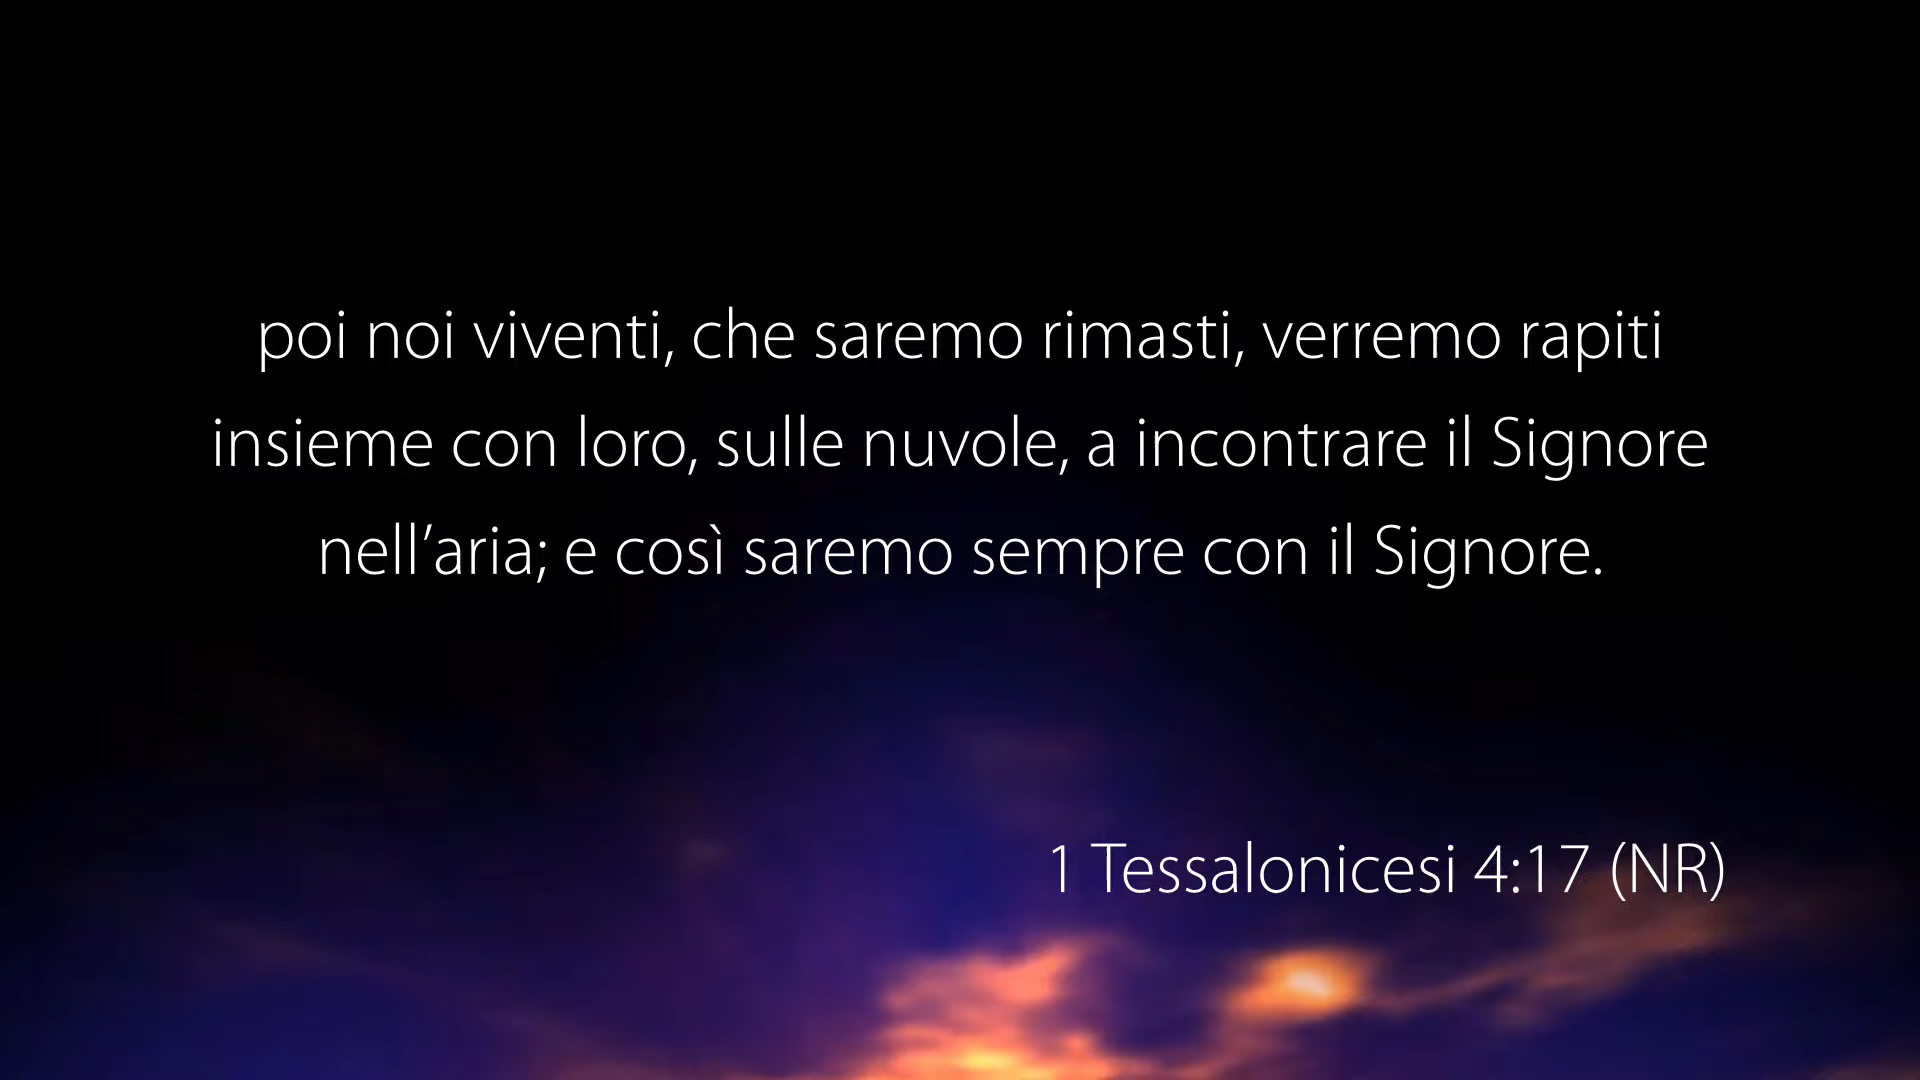 poi noi viventi, che saremo rimasti, verremo rapiti
insieme con loro, sulle nuvole, a incontrare il Signore
nell’aria; e così saremo sempre con il Signore.
1 Tessalonicesi 4:17 (NR)